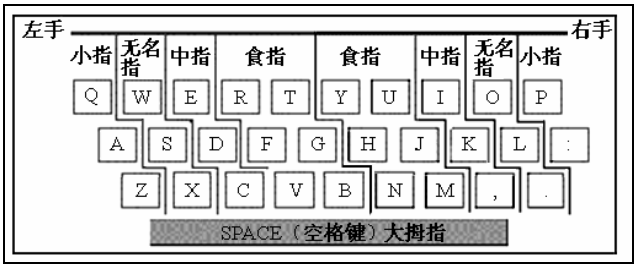 左手 右手
小指 无名指 中指 食指 食指 中指 无名指 小指
Q W E R T Y U I O P
A S D F G H J K L :
Z X C V B N M , .
SPACE（空格键）大拇指